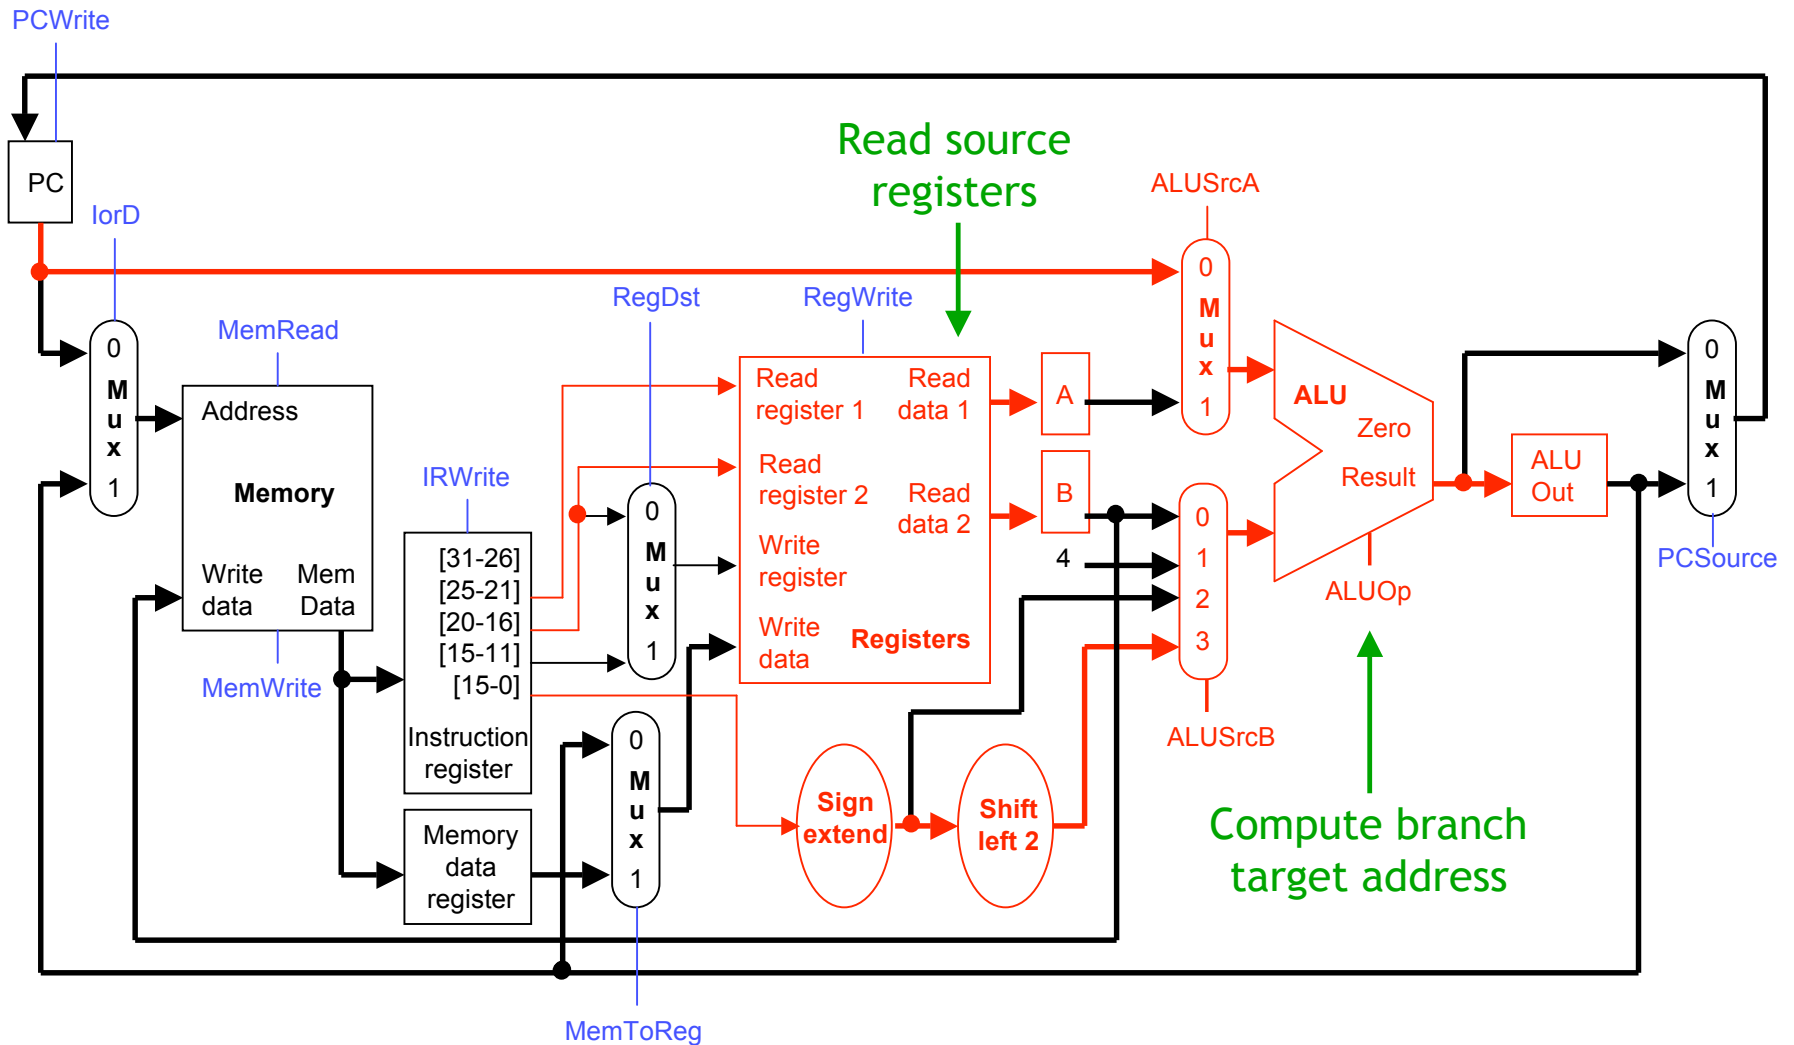 PCWrite
PC
IorD
0
M
u
x
1
MemRead
Address
Memory
Write
data
Mem
Data
MemWrite
IRWrite
[31-26]
[25-21]
[20-16]
[15-11]
[15-0]
Instruction
register
Memory
data
register
RegDst
0
M
u
x
1
0
M
u
x
1
MemToReg
Read source
registers
RegWrite
Read
register 1
Read
data 1
Read
register 2
Read
data 2
Write
register
Write
data
Registers
A
B
4
Sign
extend
Shift
left 2
ALUSrcA
0
M
u
x
1
0
1
2
3
ALUSrcB
ALU
Zero
Result
ALUOp
Compute branch
target address
ALU
Out
0
M
u
x
1
PCSource